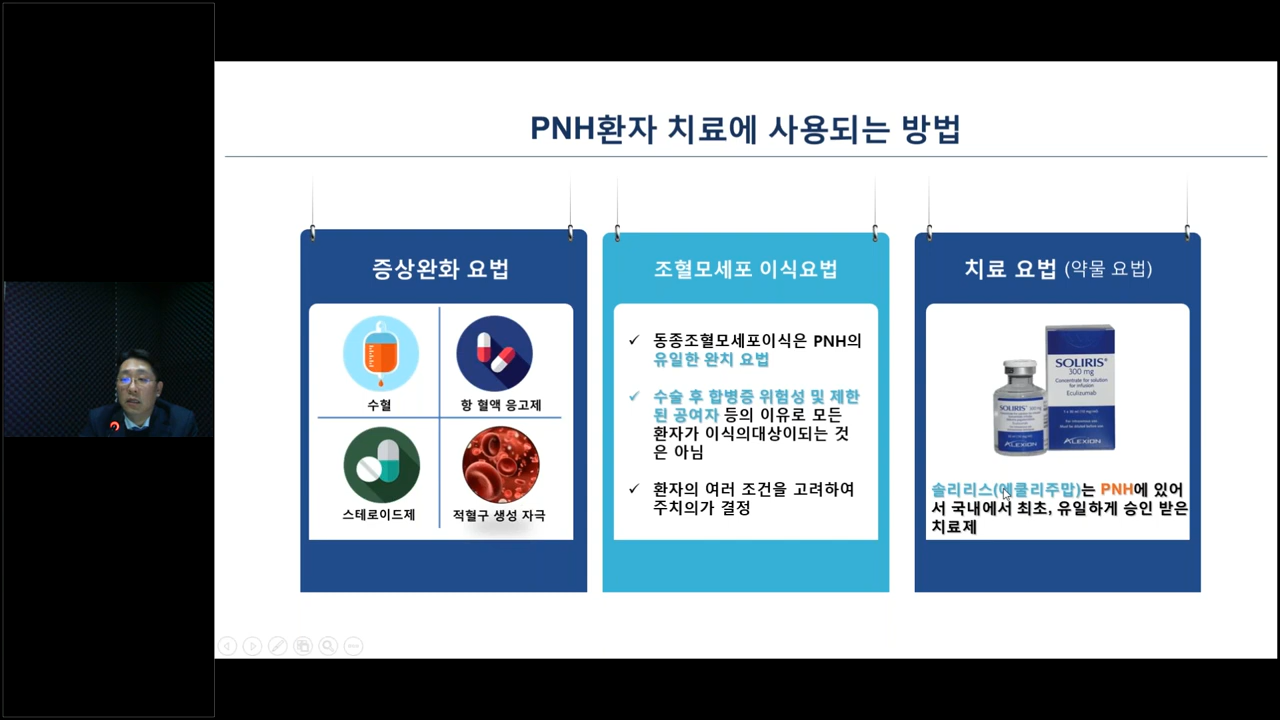 PNH환자 치료에 사용되는 방법
증상완화 요법
수혈
항 혈액 응고제
스테로이드제
적혈구 생성 자극
조혈모세포 이식요법
✓ 동종조혈모세포이식은 PNH의
유일한 완치 요법
✓ 수술 후 합병증 위험성 및 제한
된 공여자 등의 이유로 모든
환자가 이식의대상이되는 것
은 아님
✓ 환자의 여러 조건을 고려하여
주치의가 결정
치료 요법 (약물 요법)
SOLIRIS®
300 mg
Concentrate for solution
for infusion
Eculizumab
ALEXION
SOLIRIS 300mg
ALEXION
솔리리스(에쿨리주맙)는 PNH에 있어
서 국내에서 최초, 유일하게 승인 받은
치료제